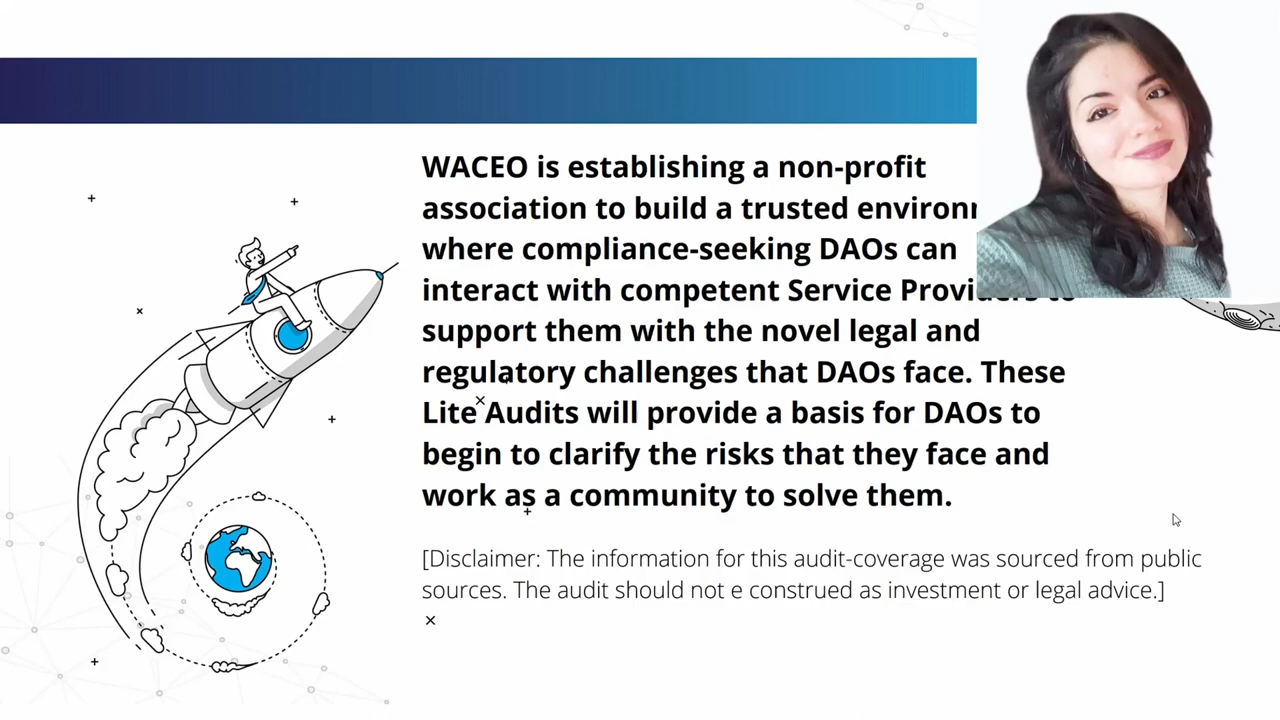 WACEO is establishing a non-profit
association to build a trusted
where compliance-seeking DAOs can
interact with competent Service Providers to
support them with the novel legal and
regulatory challenges that DAOs face. These
Lite Audits will provide a basis for DAOs to
begin to clarify the risks that they face and
work as a community to solve them.
[Disclaimer: The information for this audit-coverage was sourced from public
sources. The audit should not e construed as investment or legal advice.]